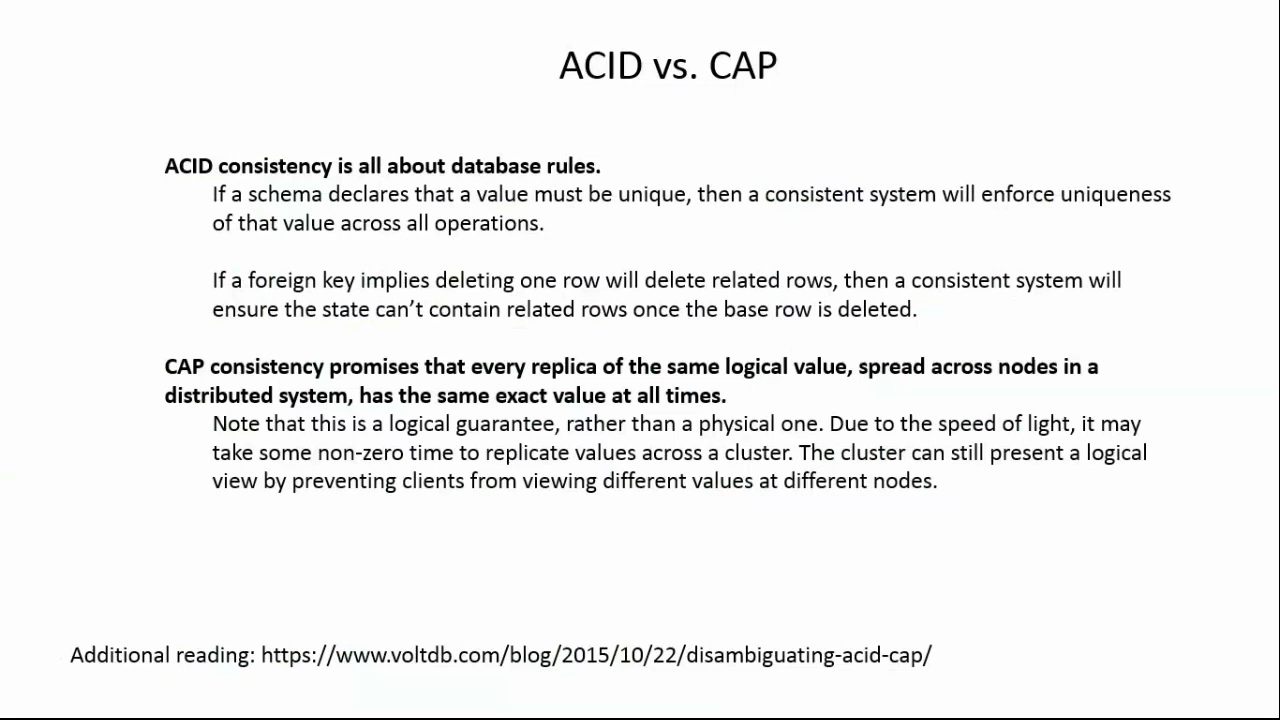 ACID vs. CAP
ACID consistency is all about database rules.
If a schema declares that a value must be unique, then a consistent system will enforce uniqueness
of that value across all operations.
If a foreign key implies deleting one row will delete related rows, then a consistent system will
ensure the state can’t contain related rows once the base row is deleted.
CAP consistency promises that every replica of the same logical value, spread across nodes in a
distributed system, has the same exact value at all times.
Note that this is a logical guarantee, rather than a physical one. Due to the speed of light, it may
take some non-zero time to replicate values across a cluster. The cluster can still present a logical
view by preventing clients from viewing different values at different nodes.
Additional reading: https://www.voltdb.com/blog/2015/10/22/disambiguating-acid-cap/